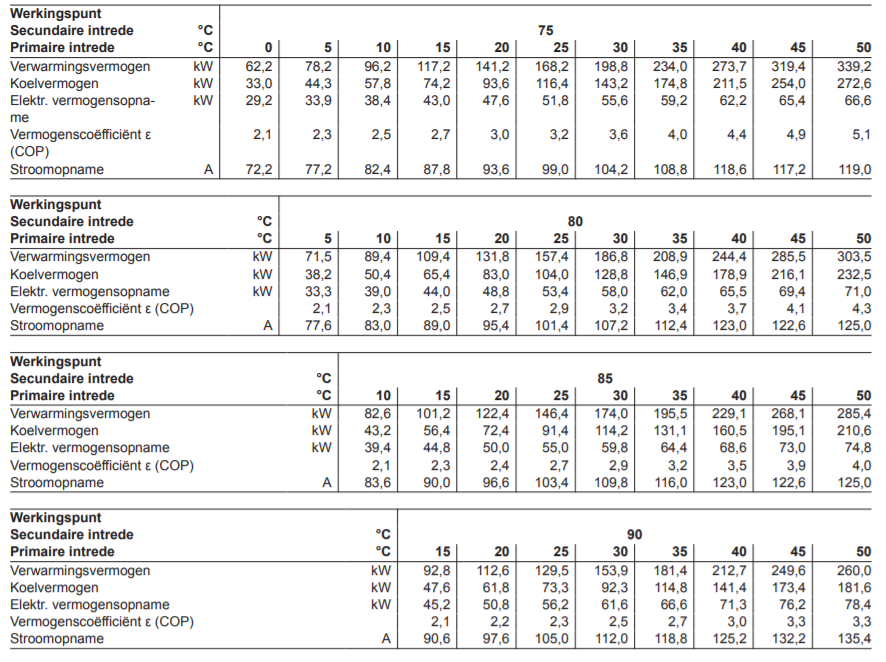 Werkingspunt
Secundaire intrede °C 75
Primaire intrede °C 0 5 10 15 20 25 30 35 40 45 50
Verwarmingsvermogen kW 62,2 78,2 96,2 117,2 141,2 168,2 198,8 234,0 273,7 319,4 339,2
Koelvermogen kW 33,0 44,3 57,8 74,2 93,6 116,4 143,2 174,8 211,5 254,0 272,6
Elektr. vermogensopna- kW 29,2 33,9 38,4 43,0 47,6 51,8 55,6 59,2 62,2 65,4 66,6
me
Vermogenscoëfficiënt ε 2,1 2,3 2,5 2,7 3,0 3,2 3,6 4,0 4,4 4,9 5,1
(COP)
Stroomopname A 72,2 77,2 82,4 87,8 93,6 99,0 104,2 108,8 118,6 117,2 119,0
Werkingspunt
Secundaire intrede °C 80
Primaire intrede °C 5 10 15 20 25 30 35 40 45 50
Verwarmingsvermogen kW 71,5 89,4 109,4 131,8 157,4 186,8 208,9 244,4 285,5 303,5
Koelvermogen kW 38,2 50,4 65,4 83,0 104,0 128,8 146,9 178,9 216,1 232,5
Elektr. vermogensopname kW 33,3 39,0 44,0 48,8 53,4 58,0 62,0 65,5 69,4 71,0
Vermogenscoëfficiënt ε (COP) 2,1 2,3 2,5 2,7 2,9 3,2 3,4 3,7 4,1 4,3
Stroomopname A 77,6 83,0 89,0 95,4 101,4 107,2 112,4 123,0 122,6 125,0
Werkingspunt
Secundaire intrede °C 85
Primaire intrede °C 10 15 20 25 30 35 40 45 50
Verwarmingsvermogen kW 82,6 101,2 122,4 146,4 174,0 195,5 229,1 268,1 285,4
Koelvermogen kW 43,2 56,4 72,4 91,4 114,2 131,1 160,5 195,1 210,6
Elektr. vermogensopname kW 39,4 44,8 50,0 55,0 59,8 64,4 68,6 73,0 74,8
Vermogenscoëfficiënt ε (COP) 2,1 2,3 2,4 2,7 2,9 3,2 3,5 3,9 4,0
Stroomopname A 83,6 90,0 96,6 103,4 109,8 116,0 123,0 122,6 125,0
Werkingspunt
Secundaire intrede °C 90
Primaire intrede °C 15 20 25 30 35 40 45 50
Verwarmingsvermogen kW 92,8 112,6 129,5 153,9 181,4 212,7 249,6 260,0
Koelvermogen kW 47,6 61,8 73,3 92,3 114,8 141,4 173,4 181,6
Elektr. vermogensopname kW 45,2 50,8 56,2 61,6 66,6 71,3 76,2 78,4
Vermogenscoëfficiënt ε (COP) 2,1 2,2 2,3 2,5 2,7 3,0 3,3 3,3
Stroomopname A 90,6 97,6 105,0 112,0 118,8 125,2 132,2 135,4